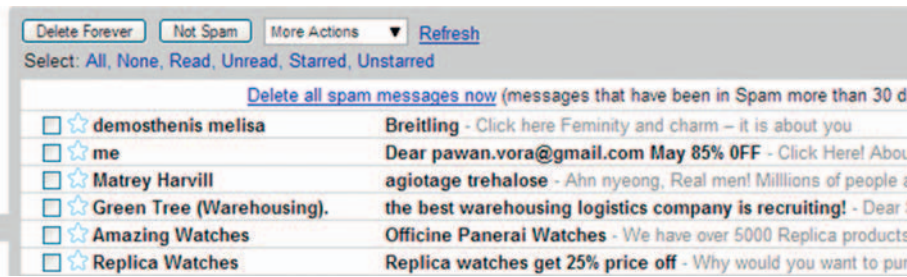 Delete Forever Not Spam More Actions Refresh
Select: All, None, Read, Unread, Starred, Unstarred
Delete all spam messages now (messages that have been in Spam more than 30 d
demosthenis melisa Breitling - Click here Feminity and charm – it is about you
me Dear pawan.vora@gmail.com May 85% 0FF - Click Here! Abou
Matrey Harvill agiotage trehalose - Ahn nyeong, Real men! Milllions of people a
Green Tree (Warehousing). the best warehousing logistics company is recruiting! - Dear
Amazing Watches Officine Panerai Watches - We have over 5000 Replica products
Replica Watches Replica watches get 25% price off - Why would you want to pur